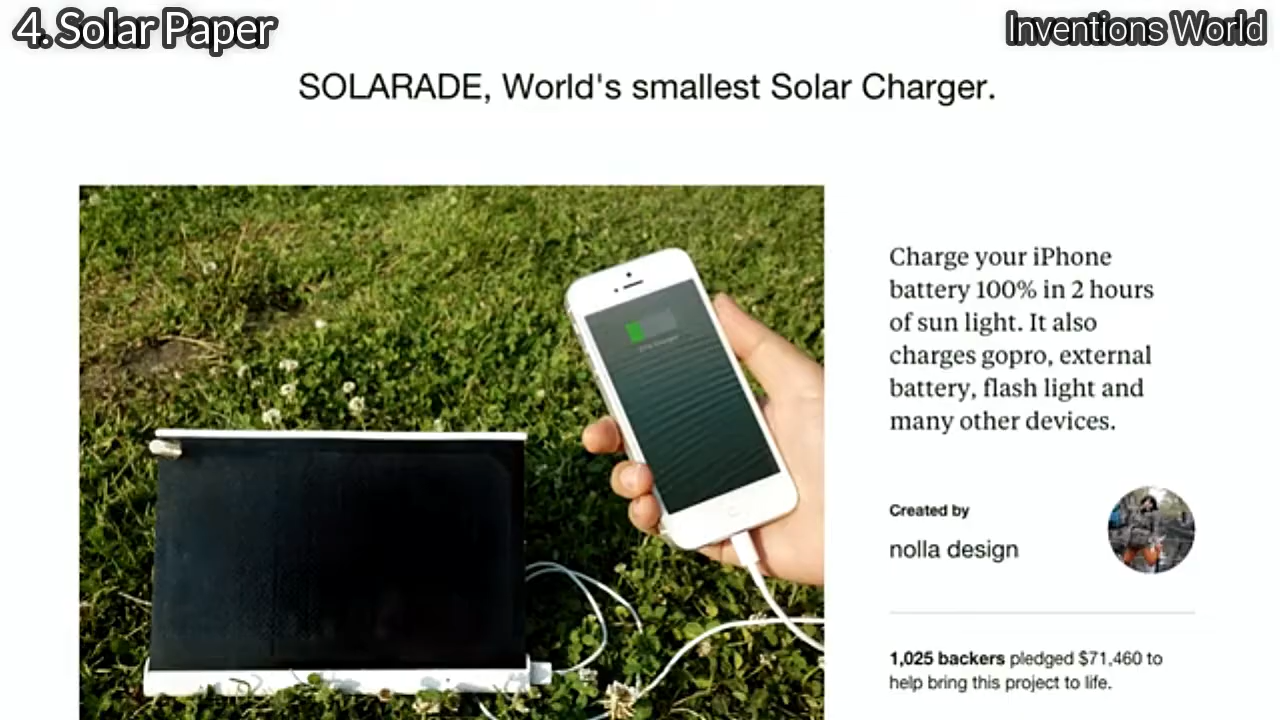 4. Solar Paper
Inventions World
SOLARADE, World's smallest Solar Charger.
Charge your iPhone
battery 100% in 2 hours
of sun light. It also
charges gopro, external
battery, flash light and
many other devices.
Created by
nolla design
1,025 backers pledged $71,460 to
help bring this project to life.